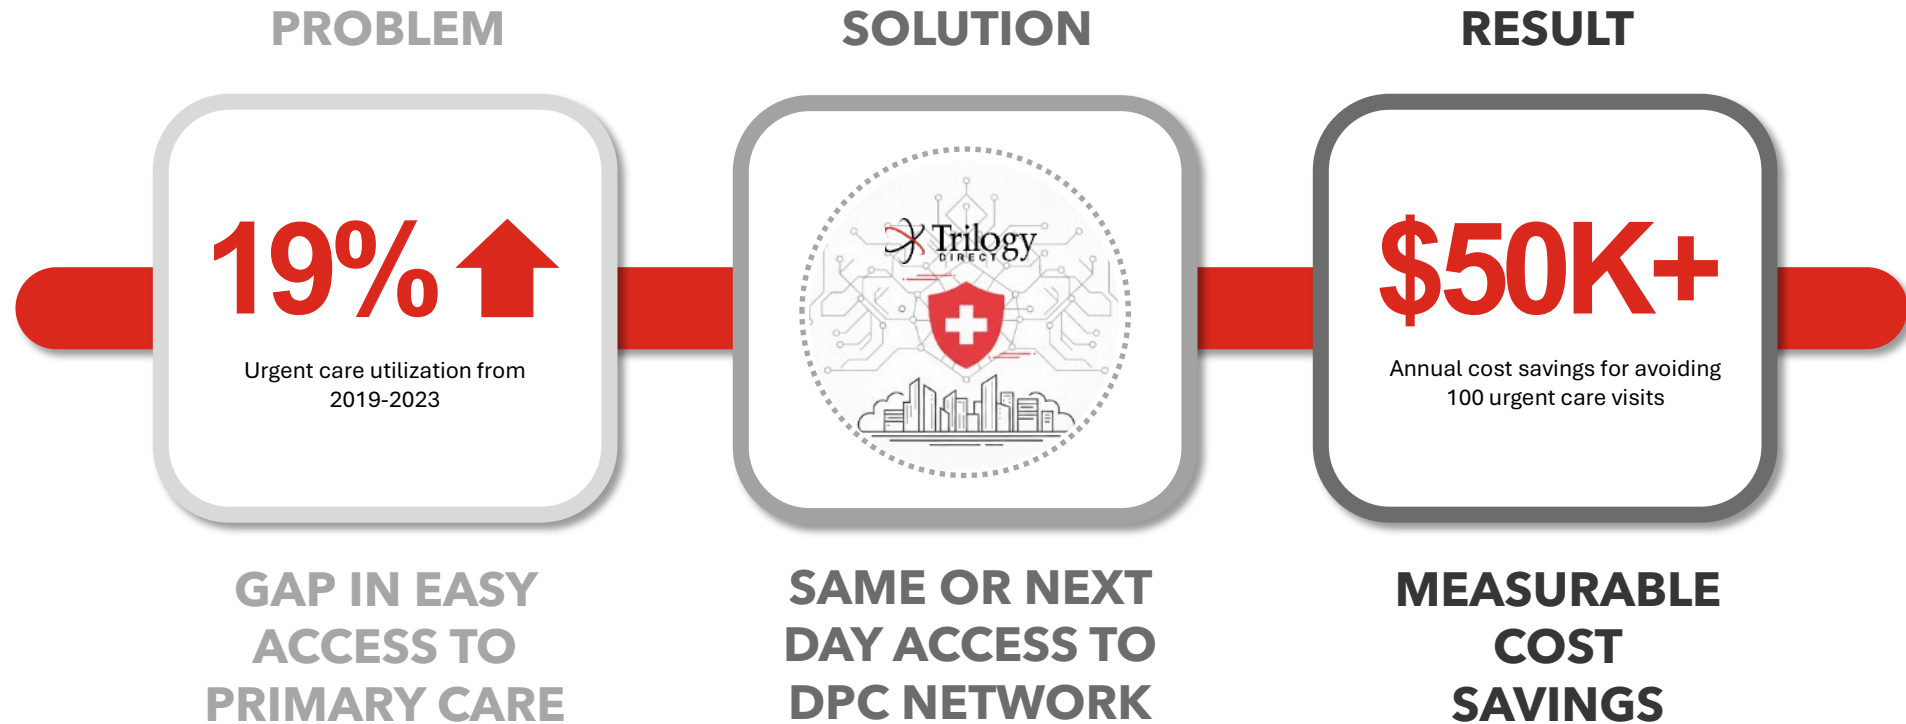 PROBLEM
19%
Urgent care utilization from
2019-2023
GAP IN EASY
ACCESS TO
PRIMARY CARE
SOLUTION
Trilogy
DIRECT
SAME OR NEXT
DAY ACCESS TO
DPC NETWORK
RESULT
$50K+
Annual cost savings for avoiding
100 urgent care visits
MEASURABLE
COST
SAVINGS